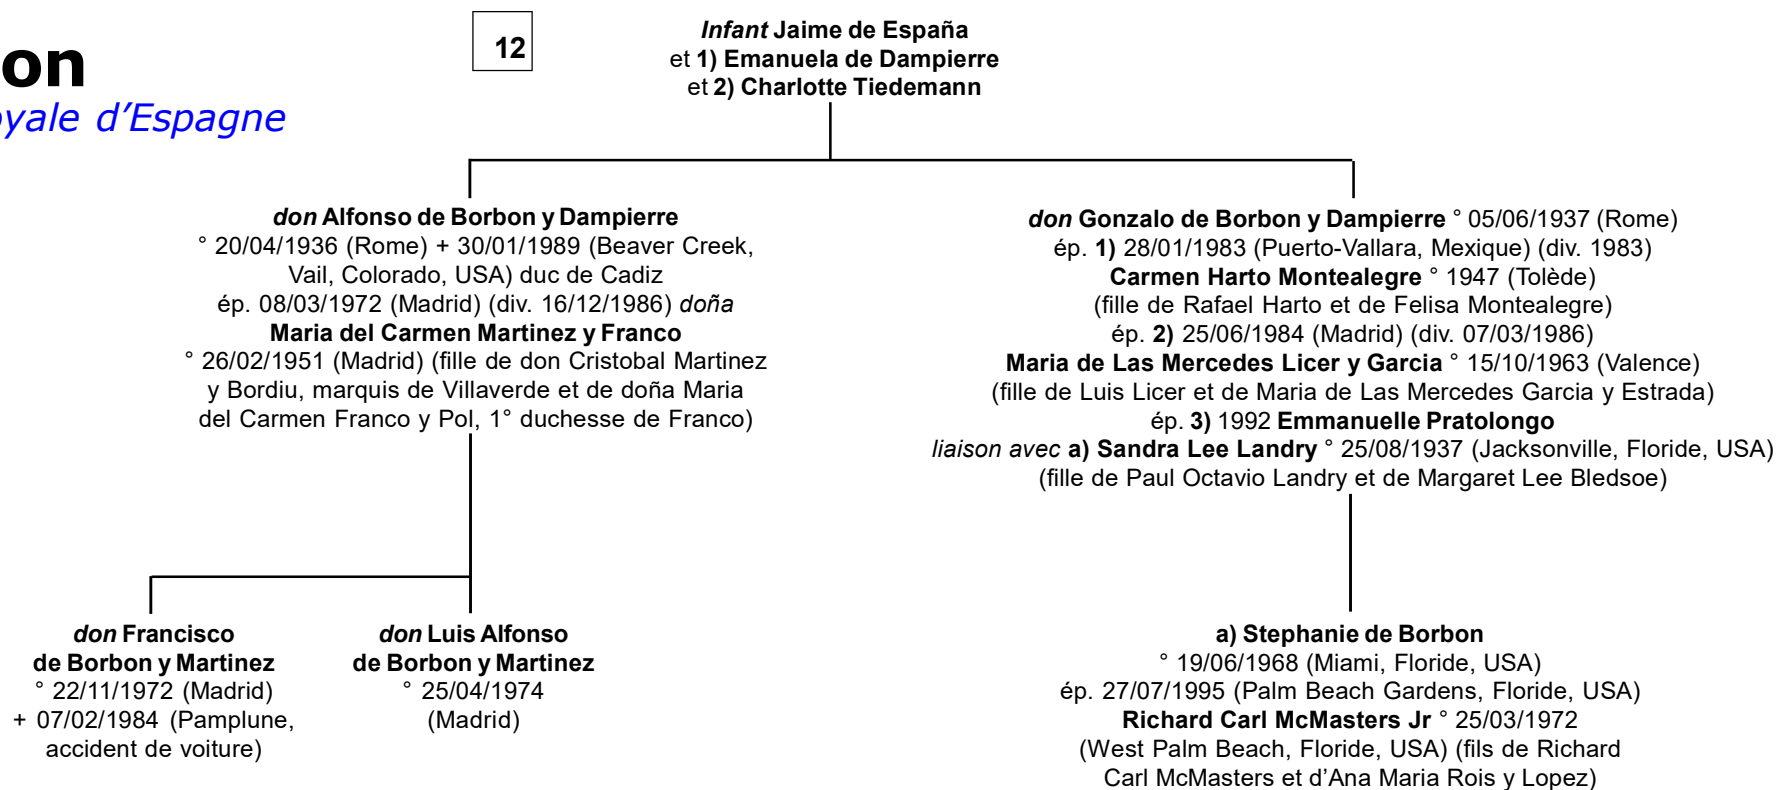 on
oyale d'Espagne
12
Infant Jaime de España
et 1) Emanuela de Dampierre
et 2) Charlotte Tiedemann
don Alfonso de Borbon y Dampierre
° 20/04/1936 (Rome) + 30/01/1989 (Beaver Creek,
Vail, Colorado, USA) duc de Cadiz
ép. 08/03/1972 (Madrid) (div. 16/12/1986) doña
Maria del Carmen Martinez y Franco
° 26/02/1951 (Madrid) (fille de don Cristobal Martinez
y Bordiu, marquis de Villaverde et de doña Maria
del Carmen Franco y Pol, 1° duchesse de Franco)
don Gonzalo de Borbon y Dampierre ° 05/06/1937 (Rome)
ép. 1) 28/01/1983 (Puerto-Vallara, Mexique) (div. 1983)
Carmen Harto Montealegre ° 1947 (Tolède)
(fille de Rafael Harto et de Felisa Montealegre)
ép. 2) 25/06/1984 (Madrid) (div. 07/03/1986)
Maria de Las Mercedes Licer y Garcia ° 15/10/1963 (Valence)
(fille de Luis Licer et de Maria de Las Mercedes Garcia y Estrada)
ép. 3) 1992 Emmanuelle Pratolongo
liaison avec a) Sandra Lee Landry ° 25/08/1937 (Jacksonville, Floride, USA)
(fille de Paul Octavio Landry et de Margaret Lee Bledsoe)
don Francisco
de Borbon y Martinez
° 22/11/1972 (Madrid)
+ 07/02/1984 (Pamplune,
accident de voiture)
don Luis Alfonso
de Borbon y Martinez
° 25/04/1974
(Madrid)
a) Stephanie de Borbon
° 19/06/1968 (Miami, Floride, USA)
ép. 27/07/1995 (Palm Beach Gardens, Floride, USA)
Richard Carl McMasters Jr ° 25/03/1972
(West Palm Beach, Floride, USA) (fils de Richard
Carl McMasters et d'Ana Maria Rois y Lopez)